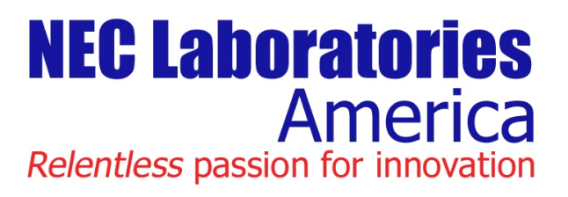 NEC Laboratories
America
Relentless passion for innovation